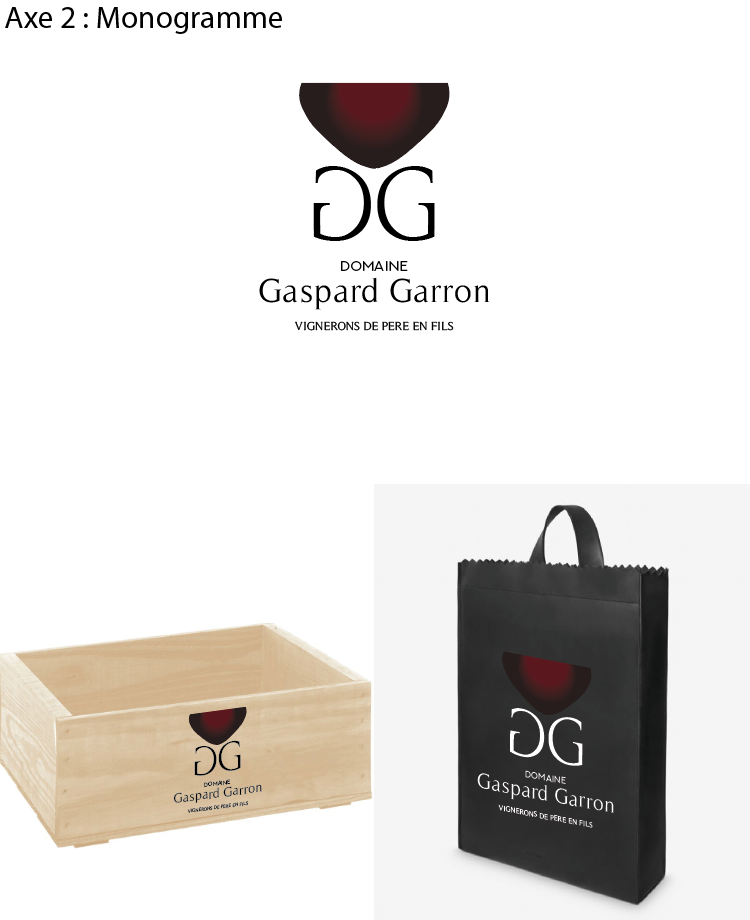 Axe 2 : Monogramme
GG
DOMAINE
Gaspard Garron
VIGNERONS DE PERE EN FILS
GG
DOMAINE
Gaspard Garron
VIGNERONS DE PERE EN FILS
GG
DOMAINE
Gaspard Garron
VIGNERONS DE PERE EN FILS